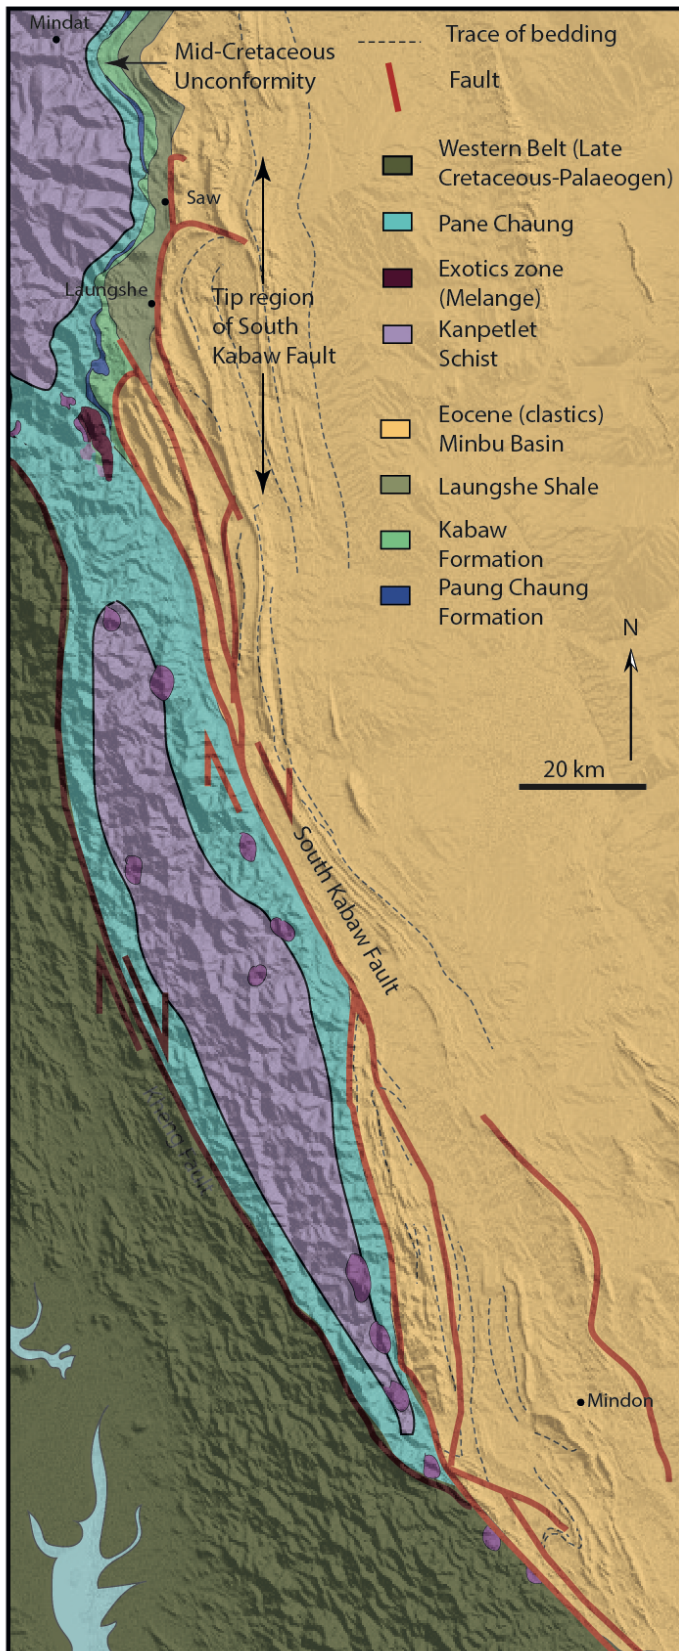 Mindat
Mid-Cretaceous
Unconformity
Saw
Laungshe
Tip region
of South
Kabaw Fault
Trace of bedding
Fault
Western Belt (Late
Cretaceous-Palaeogen)
Pane Chaung
Exotics zone
(Melange)
Kanpetlet
Schist
Eocene (clastics)
Minbu Basin
Laungshe Shale
Kabaw
Formation
Paung Chaung
Formation
N
20 km
South Kabaw Fault
Mindon